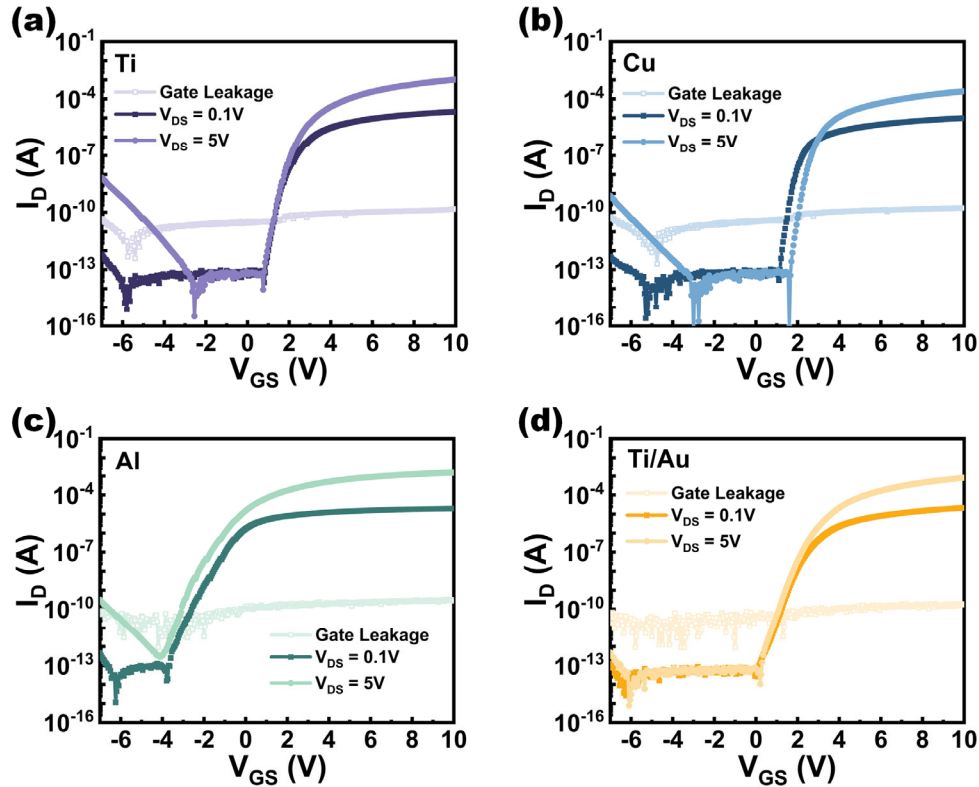 (a)
Ti
Gate Leakage
V_DS = 0.1V
V_DS = 5V
10^-1
10^-4
10^-7
10^-10
10^-13
10^-16
I_D (A)
-6 -4 -2 0 2 4 6 8 10
V_GS (V)
(b)
Cu
Gate Leakage
V_DS = 0.1V
V_DS = 5V
10^-1
10^-4
10^-7
10^-10
10^-13
10^-16
I_D (A)
-6 -4 -2 0 2 4 6 8 10
V_GS (V)
(c)
Al
Gate Leakage
V_DS = 0.1V
V_DS = 5V
10^-1
10^-4
10^-7
10^-10
10^-13
10^-16
I_D (A)
-6 -4 -2 0 2 4 6 8 10
V_GS (V)
(d)
Ti/Au
Gate Leakage
V_DS = 0.1V
V_DS = 5V
10^-1
10^-4
10^-7
10^-10
10^-13
10^-16
I_D (A)
-6 -4 -2 0 2 4 6 8 10
V_GS (V)